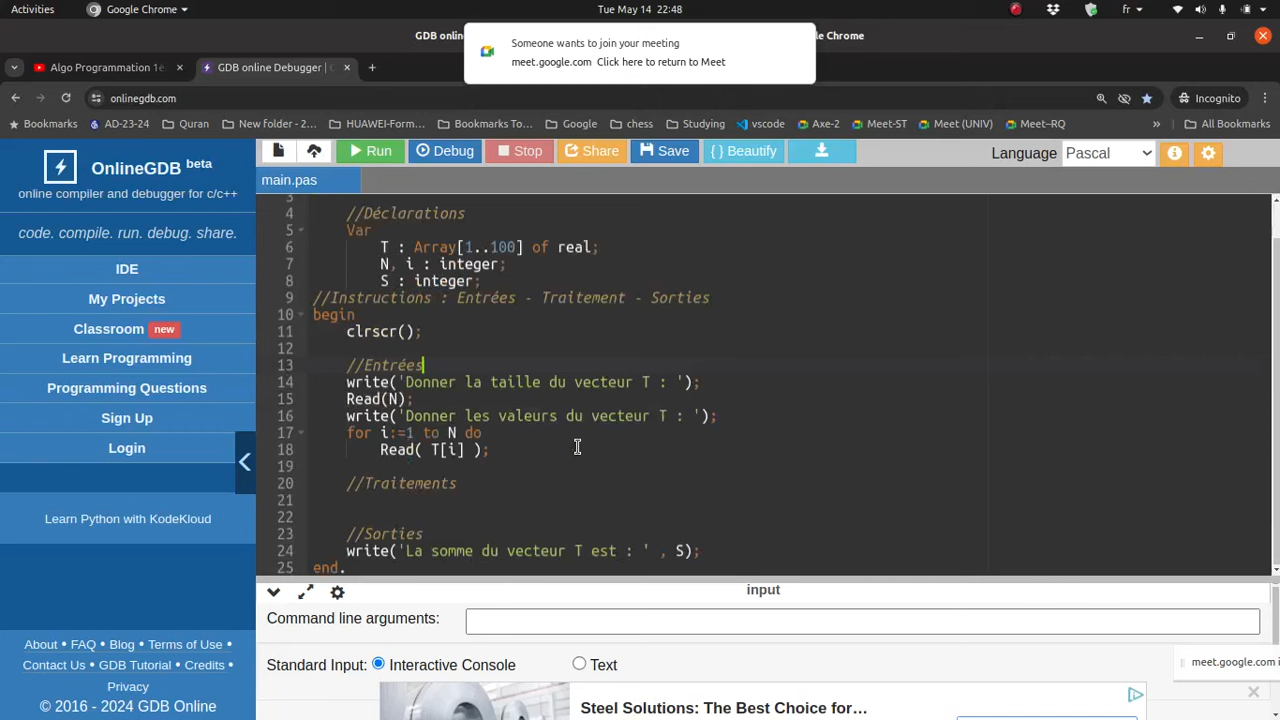 Activities Google Chrome Tue May 14 22:48 fr
GDB onli
gle Chrome
Someone wants to join your meeting
meet.google.com Click here to return to Meet
Algo Programation 1e
GDB online Debugger | C
onlinegdb.com Incognito
Bookmarks AD-23-24 Quran New folder - 2… HUAWEI-Form… Bookmarks To… Google chess Studying vscode Axe-2 Meet-ST Meet (UNIV) Meet–RQ » All Bookmarks
OnlineGDB beta
online compiler and debugger for c/c++
code. compile. run. debug. share.
IDE
My Projects
Classroom new
Learn Programming
Programming Questions
Sign Up
Login
Learn Python with KodeKloud
About • FAQ • Blog • Terms of Use •
Contact Us • GDB Tutorial • Credits •
Privacy
© 2016 - 2024 GDB Online
Run Debug Stop Share Save { } Beautify Language Pascal
main.pas
3
4 //Déclarations
5 Var
6 T : Array[1..100] of real;
7 N, i : integer;
8 S : integer;
9 //Instructions : Entrées - Traitement - Sorties
10 begin
11 clrscr();
12
13 //Entrées
14 write('Donner la taille du vecteur T : ');
15 Read(N);
16 write('Donner les valeurs du vecteur T : ');
17 for i:=1 to N do
18 Read( T[i] );
19
20 //Traitements
21
22
23 //Sorties
24 write('La somme du vecteur T est : ' , S);
25 end.
input
Command line arguments:
Standard Input: Interactive Console Text
meet.google.com i
Steel Solutions: The Best Choice for…